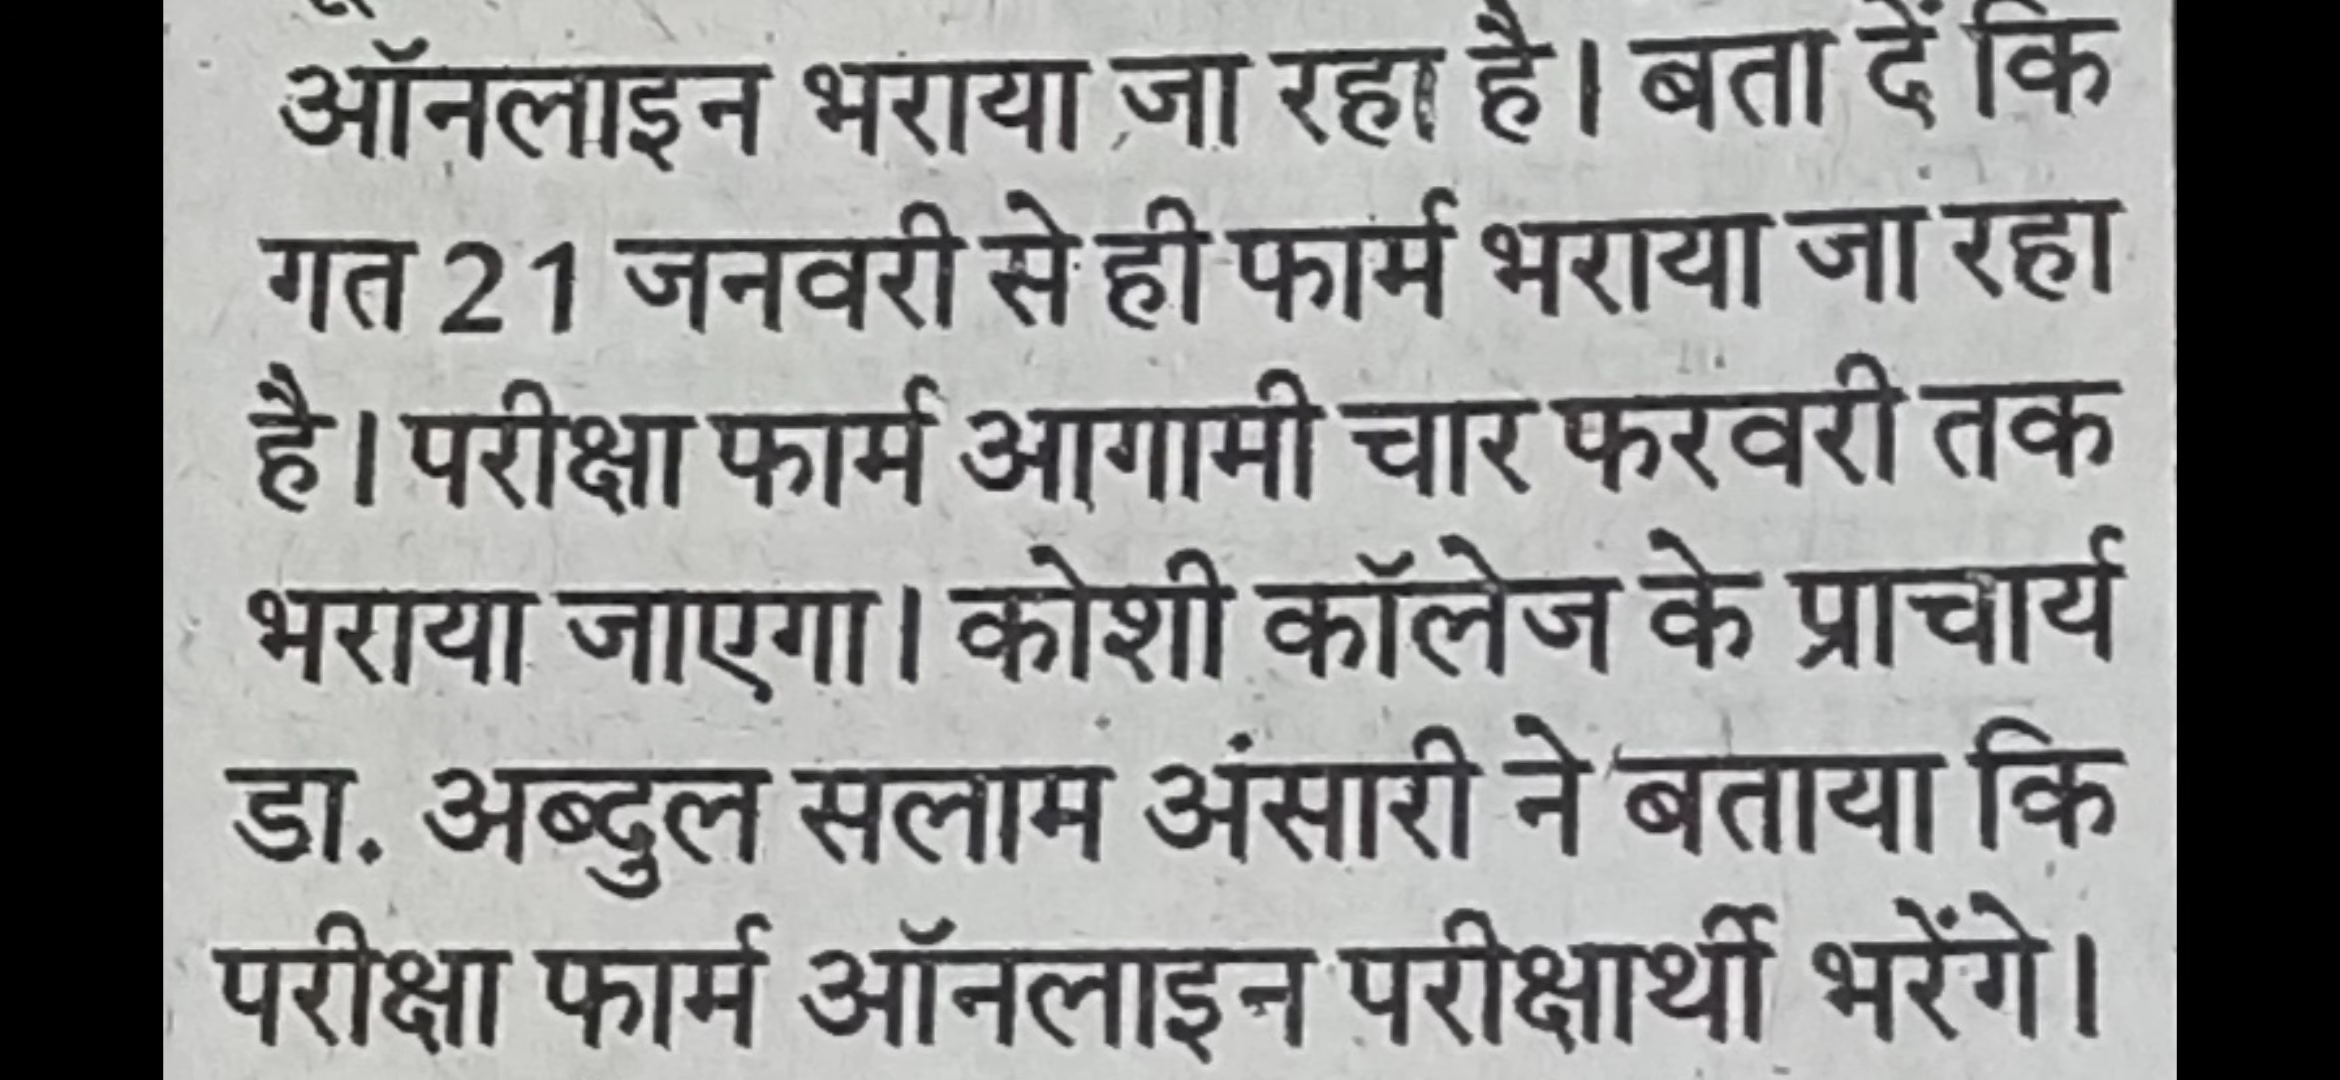 ऑनलाइन भराया जा रहा है। बता दें कि
गत 21 जनवरी से ही फार्म भराया जा रहा
है। परीक्षा फार्म आगामी चार फरवरी तक
भराया जाएगा। कोशी कॉलेज के प्राचार्य
डा. अब्दुल सलाम अंसारी ने बताया कि
परीक्षा फार्म ऑनलाइन परीक्षार्थी भरेंगे।